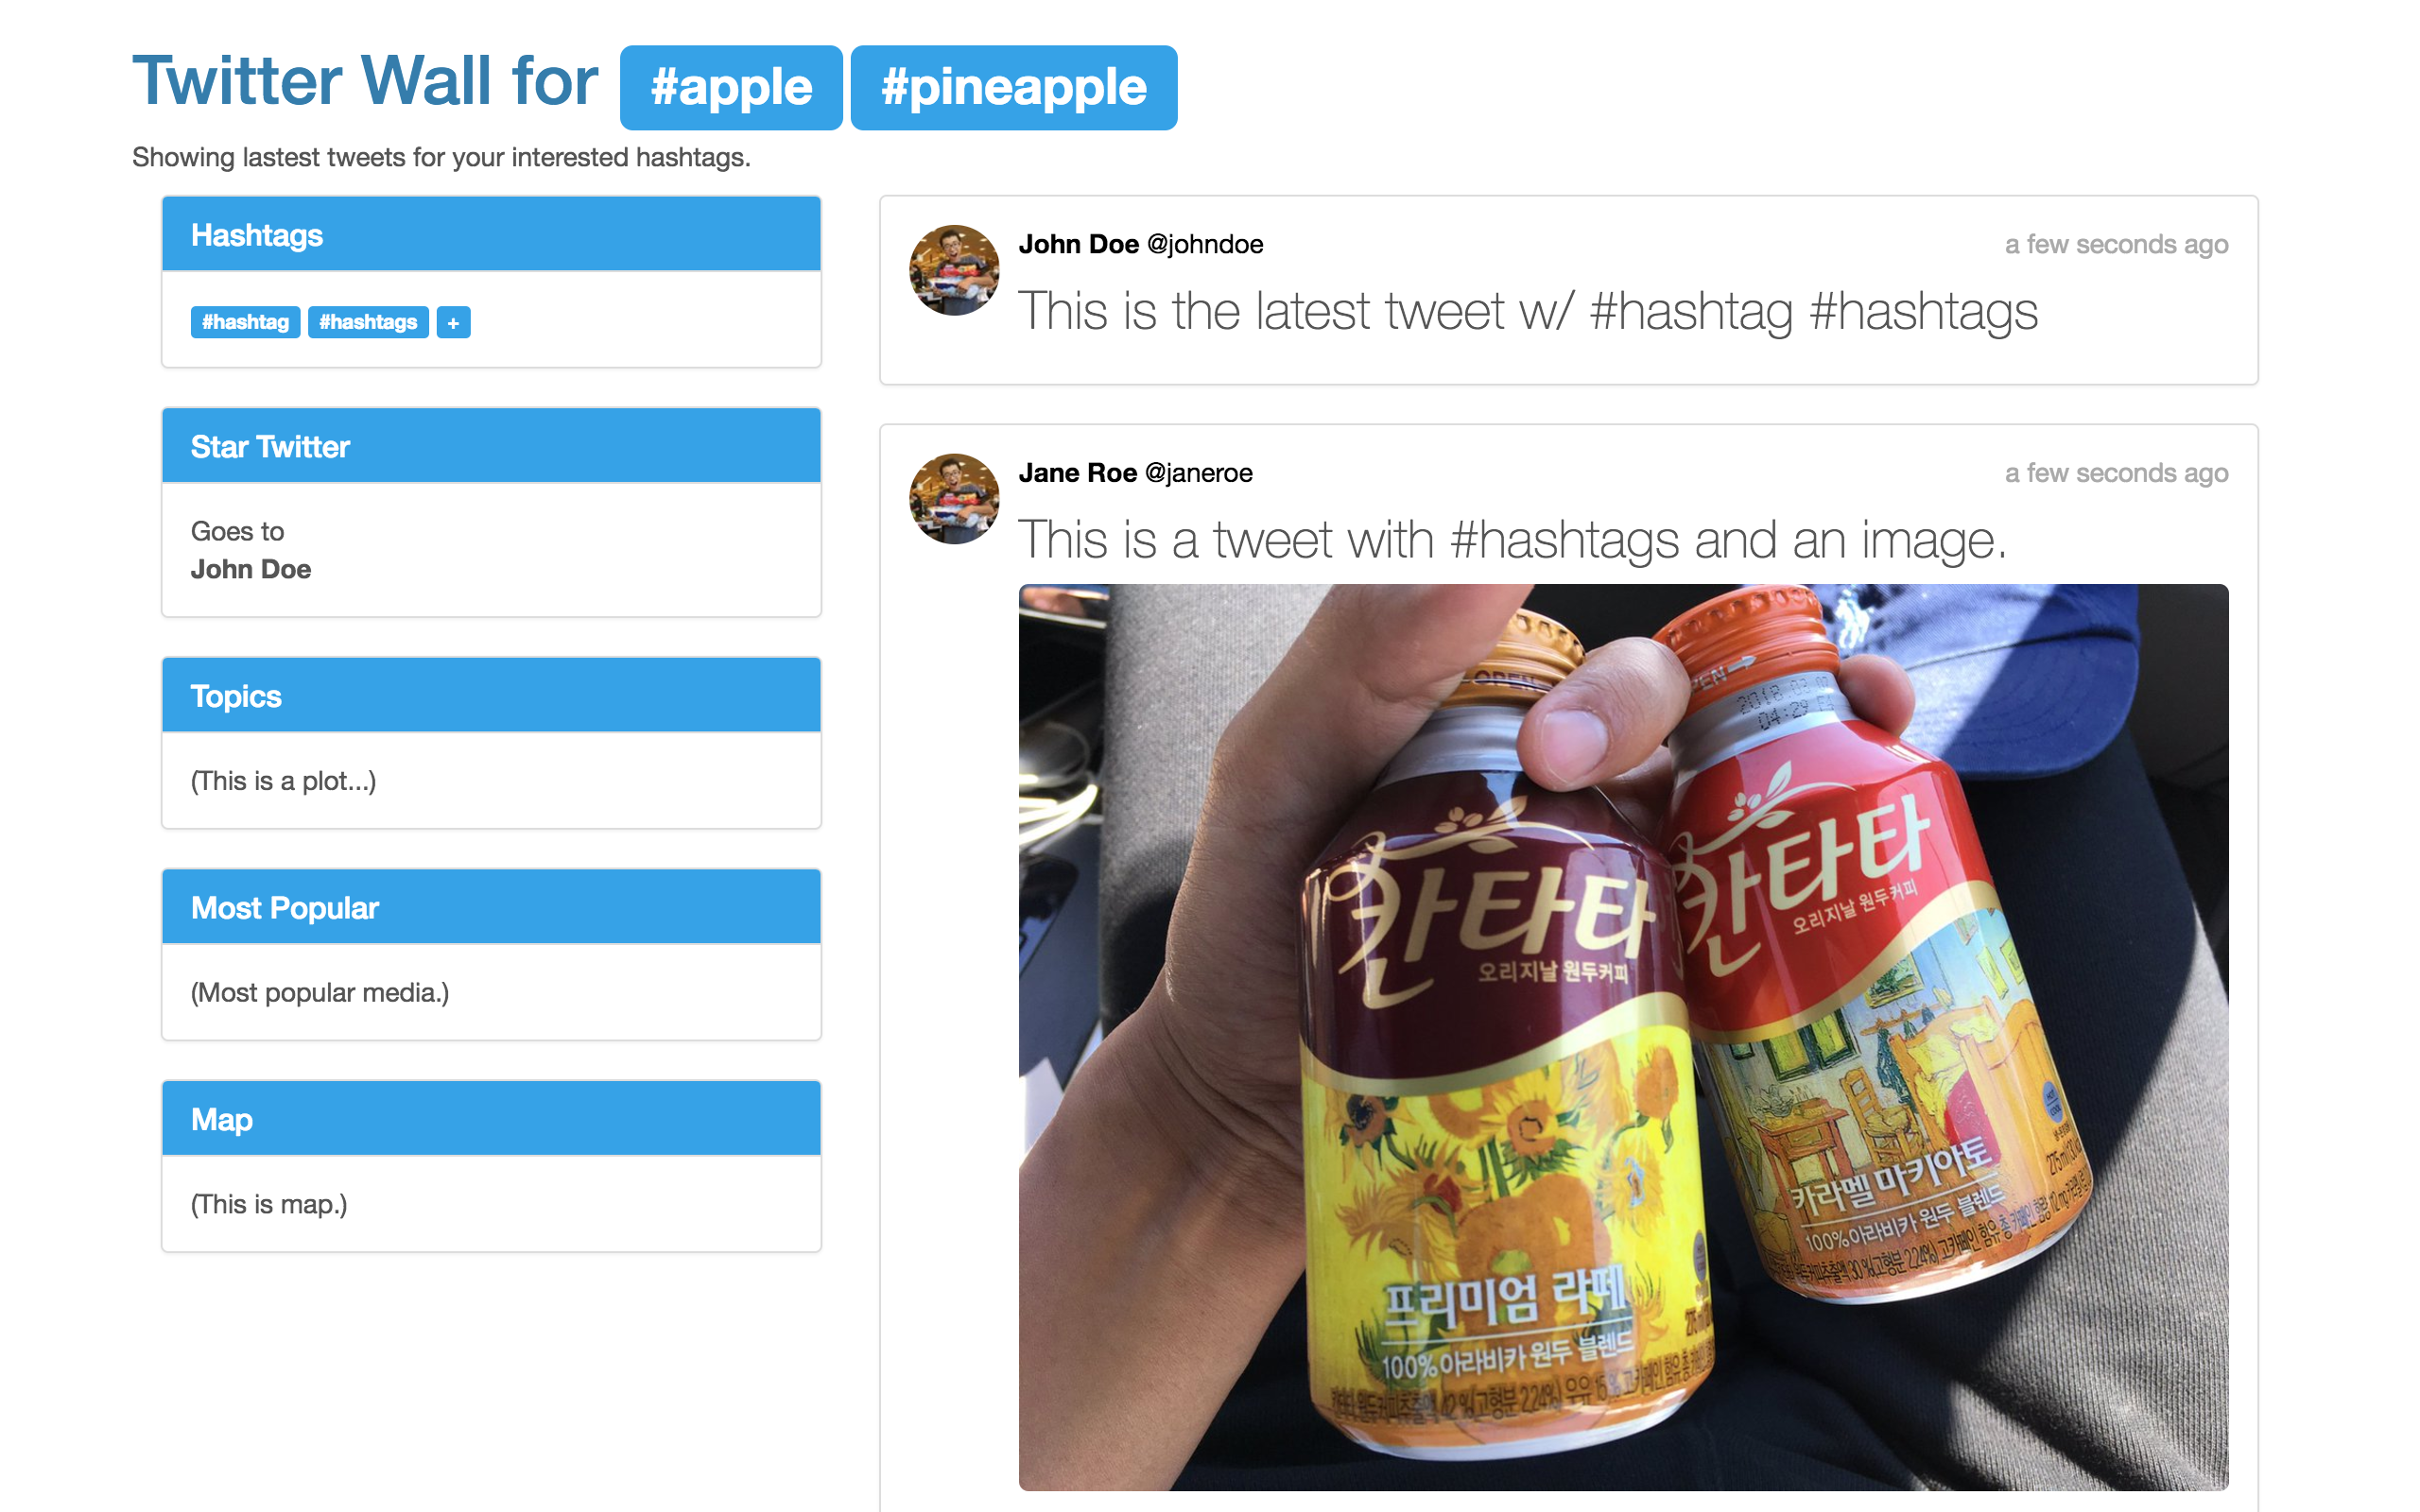 Twitter Wall for #apple #pineapple
Showing lastest tweets for your interested hashtags.
Hashtags
#hashtag #hashtags +
Star Twitter
Goes to
John Doe
Topics
(This is a plot...)
Most Popular
(Most popular media.)
Map
(This is map.)
John Doe @johndoe a few seconds ago
This is the latest tweet w/ #hashtag #hashtags
Jane Roe @janeroe a few seconds ago
This is a tweet with #hashtags and an image.
OPEN
칸타타
오리지날 원두커피
프리미엄 라떼
100% 아라비카 원두 블렌드
2018.03.
04:29
칸타타
오리지날 원두커피
카라멜 마키아토
100% 아라비카 원두 블렌드